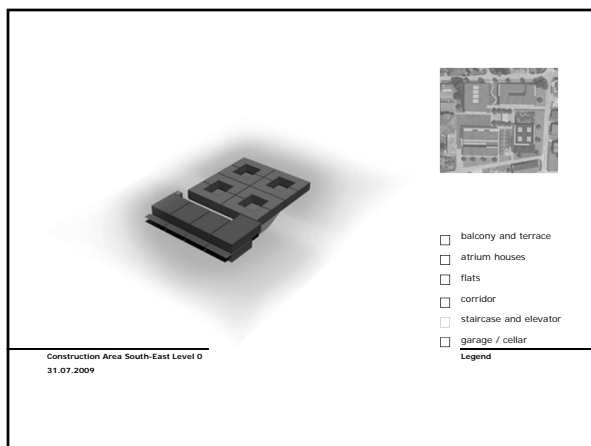 balcony and terrace
atrium houses
flats
corridor
staircase and elevator
garage / cellar
Construction Area South-East Level 0
31.07.2009
Legend